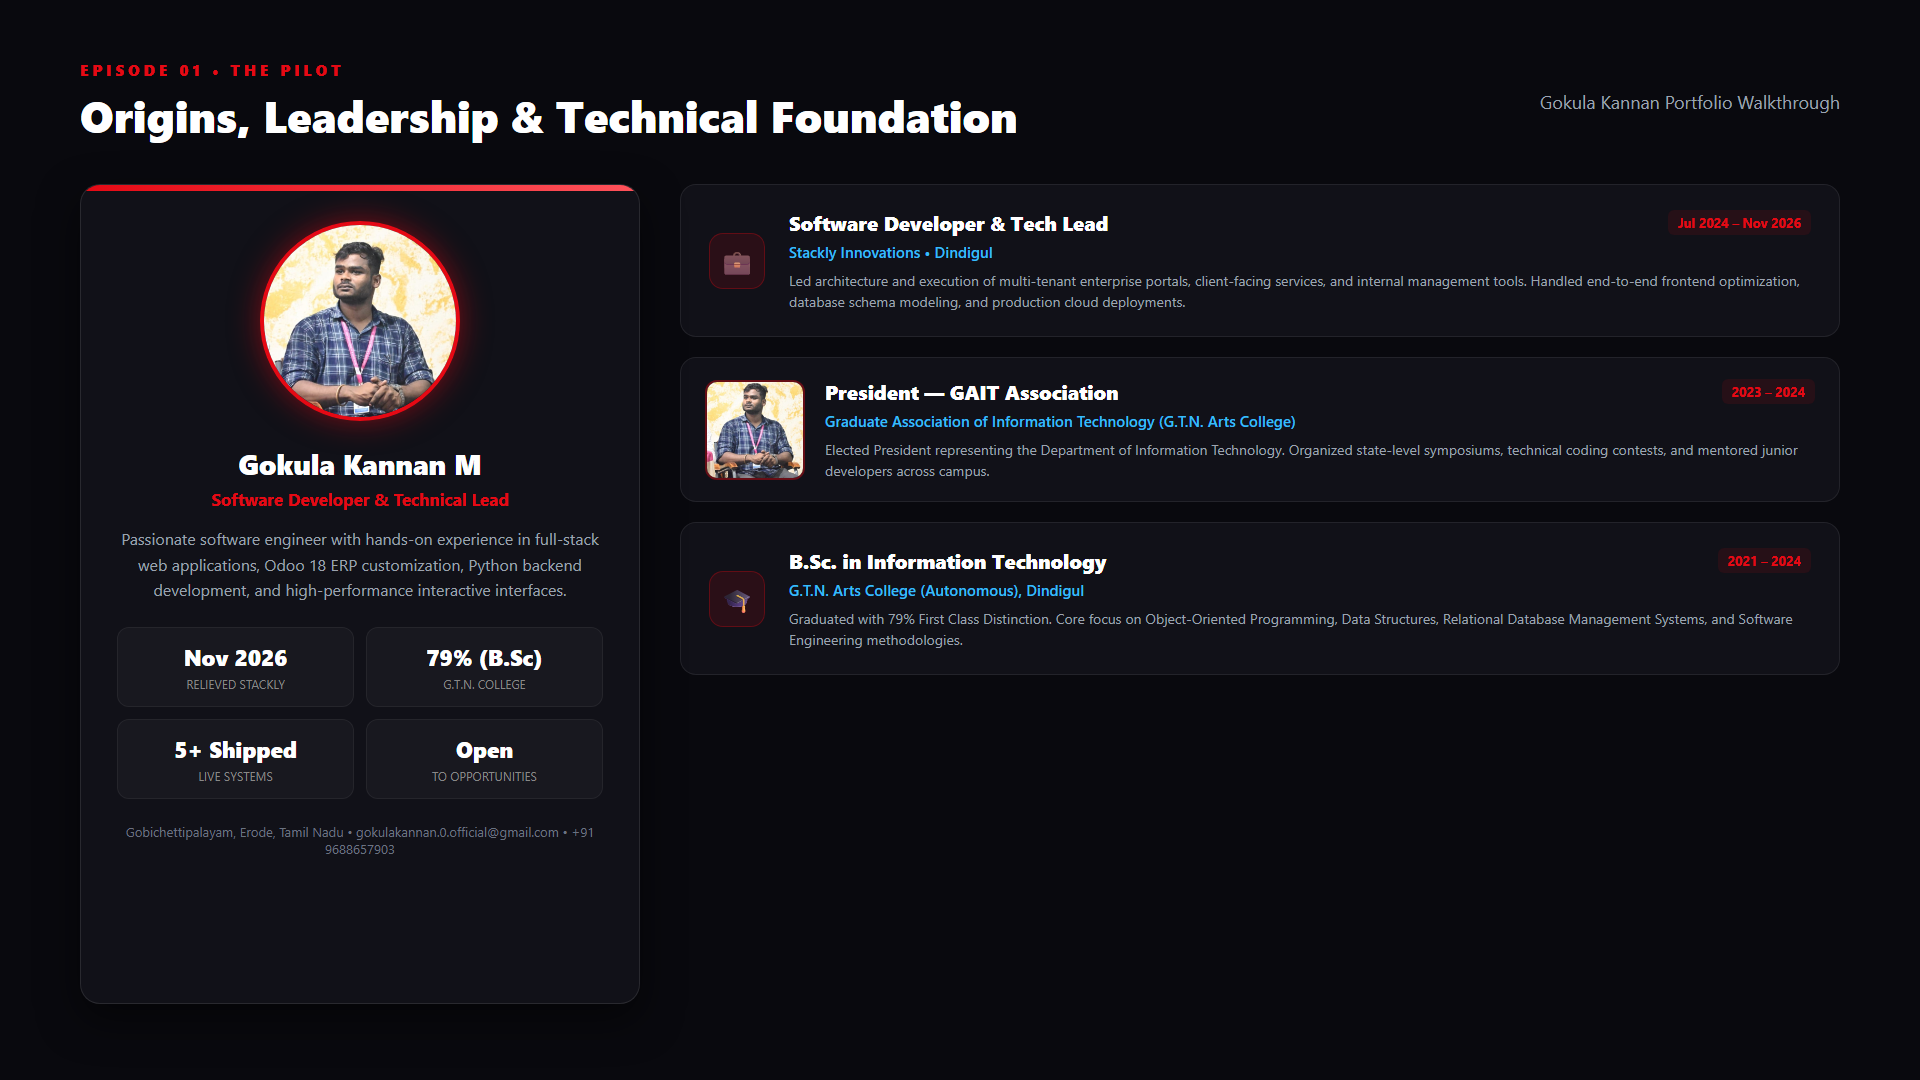 EPISODE 01 • THE PILOT
Origins, Leadership & Technical Foundation
Gokula Kannan Portfolio Walkthrough
Gokula Kannan M
Software Developer & Technical Lead
Passionate software engineer with hands-on experience in full-stack
web applications, Odoo 18 ERP customization, Python backend
development, and high-performance interactive interfaces.
Nov 2026
RELIEVED STACKLY
79% (B.Sc)
G.T.N. COLLEGE
5+ Shipped
LIVE SYSTEMS
Open
TO OPPORTUNITIES
Gobichettipalayam, Erode, Tamil Nadu • gokulakannan.0.official@gmail.com • +91
9688657903
Software Developer & Tech Lead
Jul 2024 – Nov 2026
Stackly Innovations • Dindigul
Led architecture and execution of multi-tenant enterprise portals, client-facing services, and internal management tools. Handled end-to-end frontend optimization,
database schema modeling, and production cloud deployments.
President — GAIT Association
2023 – 2024
Graduate Association of Information Technology (G.T.N. Arts College)
Elected President representing the Department of Information Technology. Organized state-level symposiums, technical coding contests, and mentored junior
developers across campus.
B.Sc. in Information Technology
2021 – 2024
G.T.N. Arts College (Autonomous), Dindigul
Graduated with 79% First Class Distinction. Core focus on Object-Oriented Programming, Data Structures, Relational Database Management Systems, and Software
Engineering methodologies.